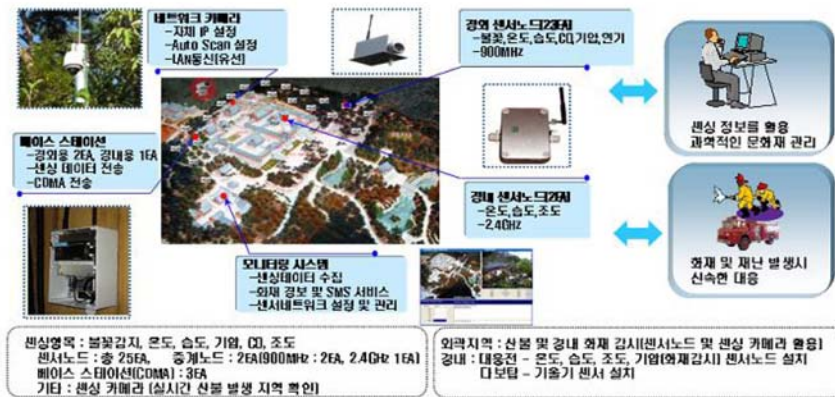 네트워크 카메라
-자체 IP 설정
-Auto Scan 설정
-LAN통신(유선)
경외 센서노드(23EA)
-불꽃,온도,습도,CO,기압,연기
-900MHz
베이스 스테이션
-경외용 2EA, 경내용 1EA
-센싱 데이터 전송
-CDMA 전송
경내 센서노드(2EA)
-온도,습도,조도
-2.4GHz
모니터링 시스템
-센싱데이터 수집
-화재 경보 및 SMS 서비스
-센서네트워크 설정 및 관리
센싱 정보를 활용
과학적인 문화재 관리
화재 및 재난 발생시
신속한 대응
센싱항목 : 불꽃감지, 온도, 습도, 기압, CO, 조도
센서노드 : 총 25EA, 중계노드 : 2EA(900MHz : 2EA, 2.4GHz 1EA)
베이스 스테이션(CDMA) : 3EA
기타 : 센싱 카메라 (실시간 산불 발생 지역 확인)
외곽지역 : 산불 및 경내 화재 감시(센서노드 및 센싱 카메라 활용)
경내 : 대웅전 - 온도, 습도, 조도, 기압(화재감시) 센서노드 설치
다보탑 - 기울기 센서 설치